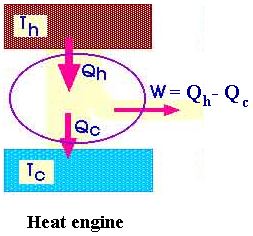 Th
Qh
W = Qh - Qc
Qc
Tc
Heat engine